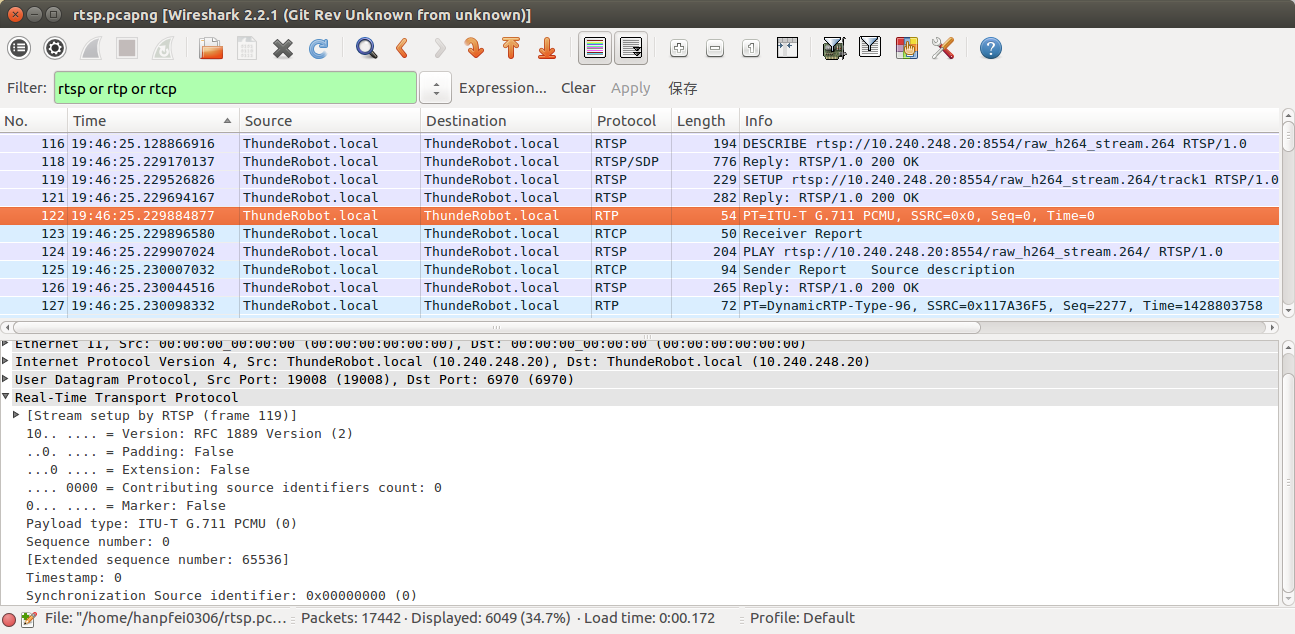 rtsp.pcapng [Wireshark 2.2.1 (Git Rev Unknown from unknown)]
Filter: rtsp or rtp or rtcp Expression... Clear Apply 保存
No. Time Source Destination Protocol Length Info
116 19:46:25.128866916 ThundeRobot.local ThundeRobot.local RTSP 194 DESCRIBE rtsp://10.240.248.20:8554/raw_h264_stream.264 RTSP/1.0
118 19:46:25.229170137 ThundeRobot.local ThundeRobot.local RTSP/SDP 776 Reply: RTSP/1.0 200 OK
119 19:46:25.229526826 ThundeRobot.local ThundeRobot.local RTSP 229 SETUP rtsp://10.240.248.20:8554/raw_h264_stream.264/track1 RTSP/1.0
121 19:46:25.229694167 ThundeRobot.local ThundeRobot.local RTSP 282 Reply: RTSP/1.0 200 OK
122 19:46:25.229884877 ThundeRobot.local ThundeRobot.local RTP 54 PT=ITU-T G.711 PCMU, SSRC=0x0, Seq=0, Time=0
123 19:46:25.229896580 ThundeRobot.local ThundeRobot.local RTCP 50 Receiver Report
124 19:46:25.229907024 ThundeRobot.local ThundeRobot.local RTSP 204 PLAY rtsp://10.240.248.20:8554/raw_h264_stream.264/ RTSP/1.0
125 19:46:25.230007032 ThundeRobot.local ThundeRobot.local RTCP 94 Sender Report Source description
126 19:46:25.230044516 ThundeRobot.local ThundeRobot.local RTSP 265 Reply: RTSP/1.0 200 OK
127 19:46:25.230098332 ThundeRobot.local ThundeRobot.local RTP 72 PT=DynamicRTP-Type-96, SSRC=0x117A36F5, Seq=2277, Time=1428803758
Ethernet II, Src: 00:00:00_00:00:00 (00:00:00:00:00:00), Dst: 00:00:00_00:00:00 (00:00:00:00:00:00)
Internet Protocol Version 4, Src: ThundeRobot.local (10.240.248.20), Dst: ThundeRobot.local (10.240.248.20)
User Datagram Protocol, Src Port: 19008 (19008), Dst Port: 6970 (6970)
Real-Time Transport Protocol
[Stream setup by RTSP (frame 119)]
10.. .... = Version: RFC 1889 Version (2)
..0. .... = Padding: False
...0 .... = Extension: False
.... 0000 = Contributing source identifiers count: 0
0... .... = Marker: False
Payload type: ITU-T G.711 PCMU (0)
Sequence number: 0
[Extended sequence number: 65536]
Timestamp: 0
Synchronization Source identifier: 0x00000000 (0)
File: "/home/hanpfei0306/rtsp.pc... Packets: 17442 · Displayed: 6049 (34.7%) · Load time: 0:00.172 Profile: Default